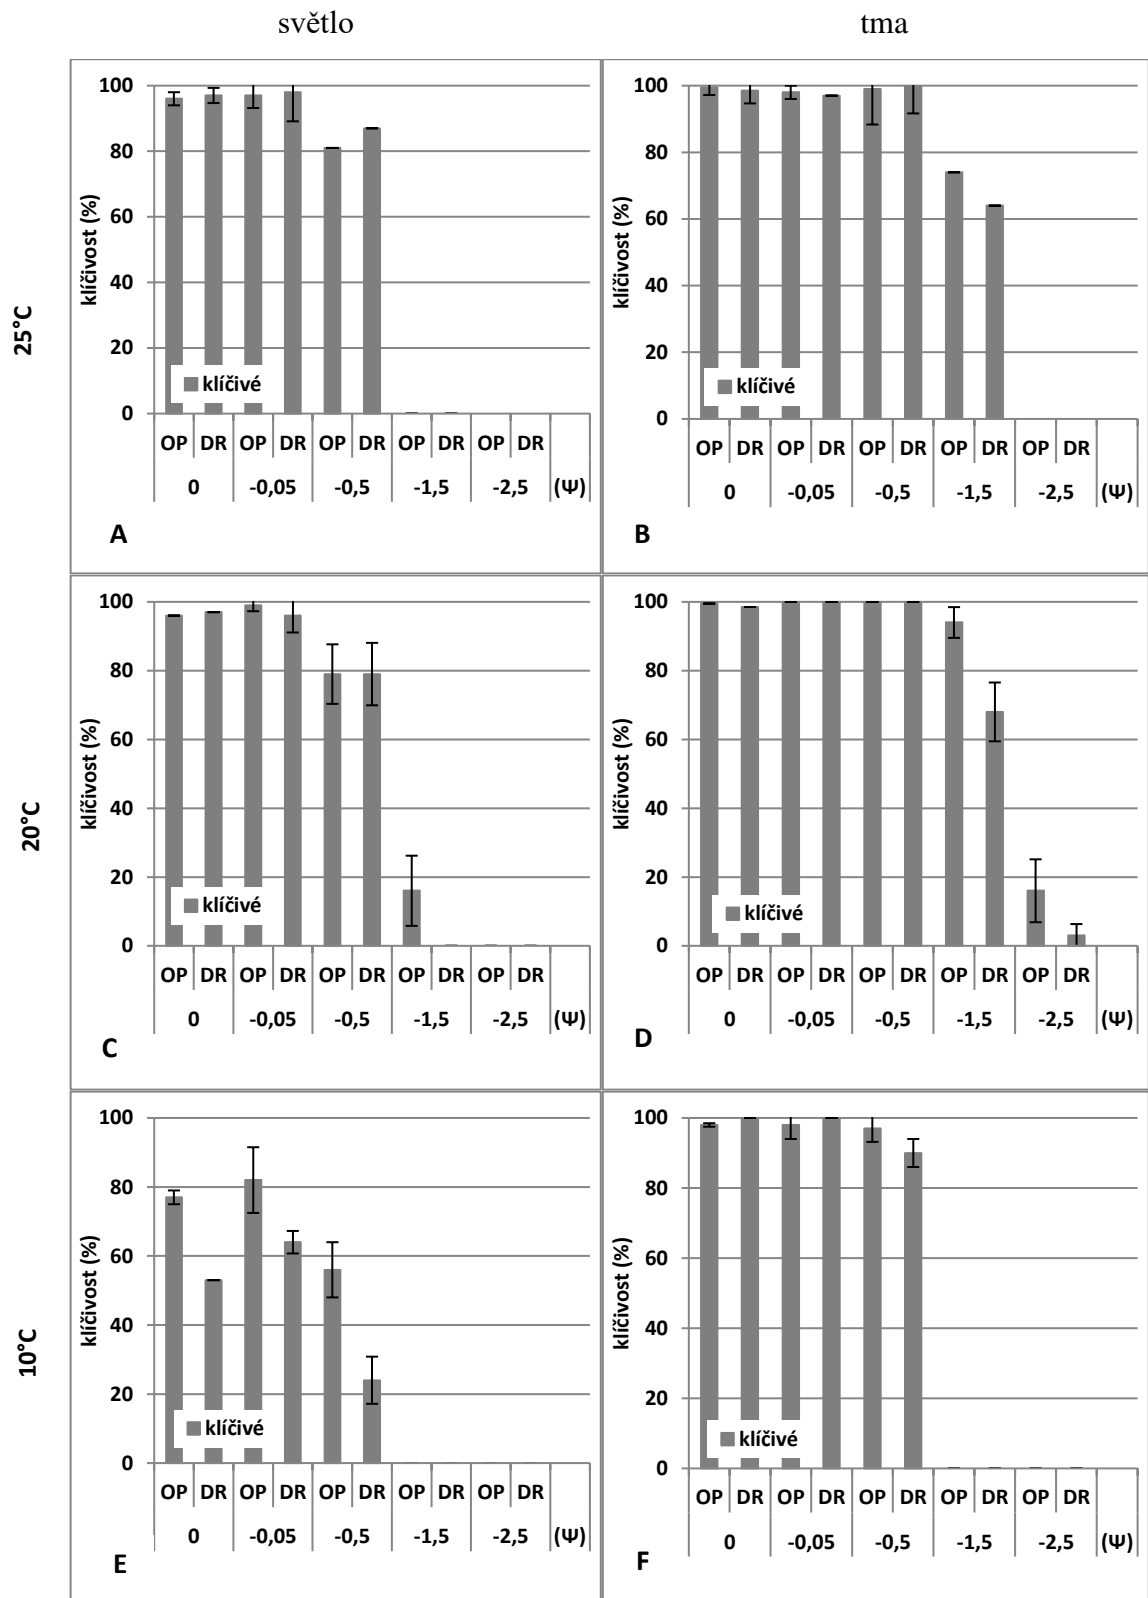 světlo tma
25°C
klíčivost (%)
100
80
60
40
20
0
klíčivé
OP DR OP DR OP DR OP DR OP DR
0 -0,05 -0,5 -1,5 -2,5 (Ψ)
A
klíčivost (%)
100
80
60
40
20
0
klíčivé
OP DR OP DR OP DR OP DR OP DR
0 -0,05 -0,5 -1,5 -2,5 (Ψ)
B
20°C
klíčivost (%)
100
80
60
40
20
0
klíčivé
OP DR OP DR OP DR OP DR OP DR
0 -0,05 -0,5 -1,5 -2,5 (Ψ)
C
klíčivost (%)
100
80
60
40
20
0
klíčivé
OP DR OP DR OP DR OP DR OP DR
0 -0,05 -0,5 -1,5 -2,5 (Ψ)
D
10°C
klíčivost (%)
100
80
60
40
20
0
klíčivé
OP DR OP DR OP DR OP DR OP DR
0 -0,05 -0,5 -1,5 -2,5 (Ψ)
E
klíčivost (%)
100
80
60
40
20
0
klíčivé
OP DR OP DR OP DR OP DR OP DR
0 -0,05 -0,5 -1,5 -2,5 (Ψ)
F